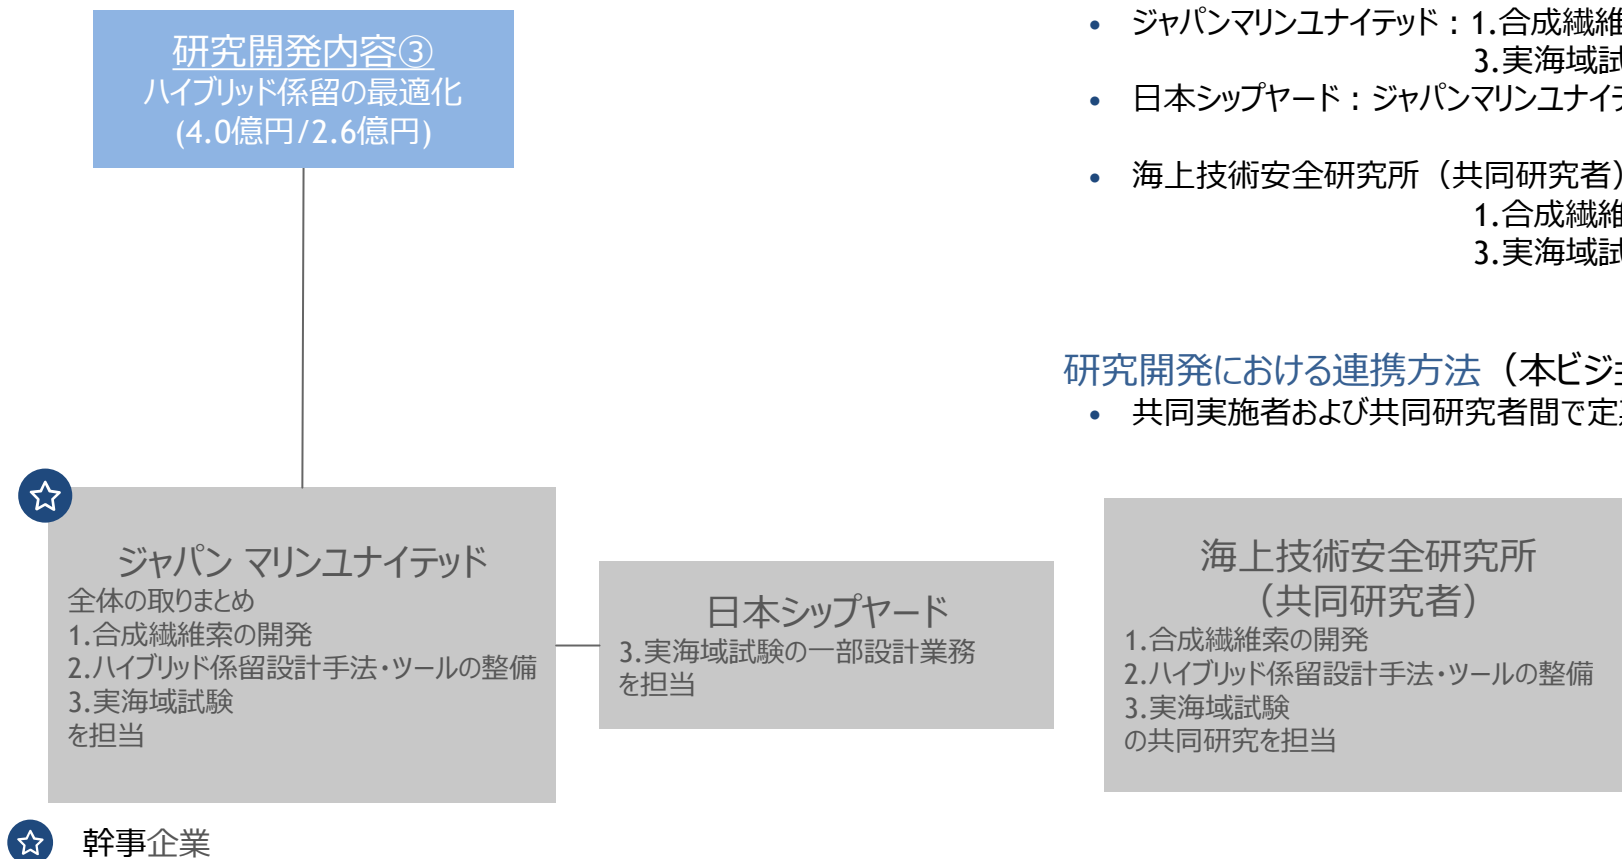 研究開発内容③
ハイブリッド係留の最適化
(4.0億円/2.6億円)
• ジャパンマリンユナイテッド：1.合成繊維
3.実海域試
• 日本シップヤード：ジャパンマリンユナイ
• 海上技術安全研究所（共同研究者）
1.合成繊維
3.実海域試
研究開発における連携方法（本ビジ
• 共同実施者および共同研究者間で定
ジャパン マリンユナイテッド
全体の取りまとめ
1.合成繊維索の開発
2.ハイブリッド係留設計手法・ツールの整備
3.実海域試験
を担当
日本シップヤード
3.実海域試験の一部設計業務
を担当
海上技術安全研究所
（共同研究者）
1.合成繊維索の開発
2.ハイブリッド係留設計手法・ツールの整備
3.実海域試験
の共同研究を担当
幹事企業